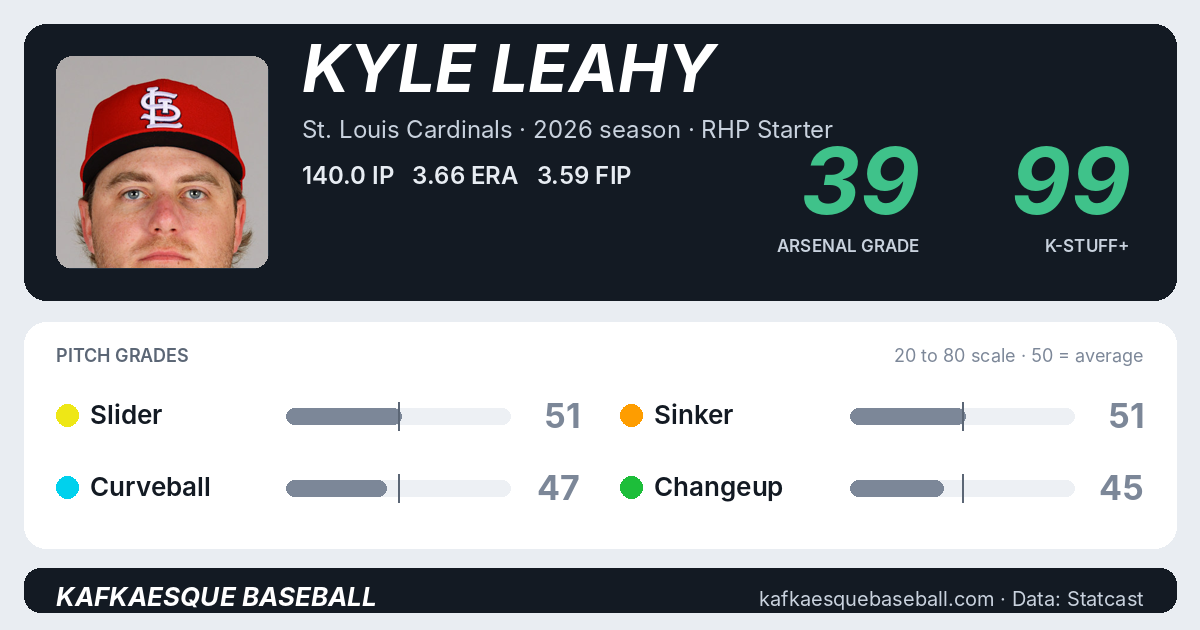 KYLE LEAHY
St. Louis Cardinals · 2026 season · RHP Starter
140.0 IP 3.66 ERA 3.59 FIP
39 99
ARSENAL GRADE K-STUFF+
PITCH GRADES 20 to 80 scale · 50 = average
Slider 51 Sinker 51
Curveball 47 Changeup 45
KAFKAESQUE BASEBALL kafkaesquebaseball.com · Data: Statcast